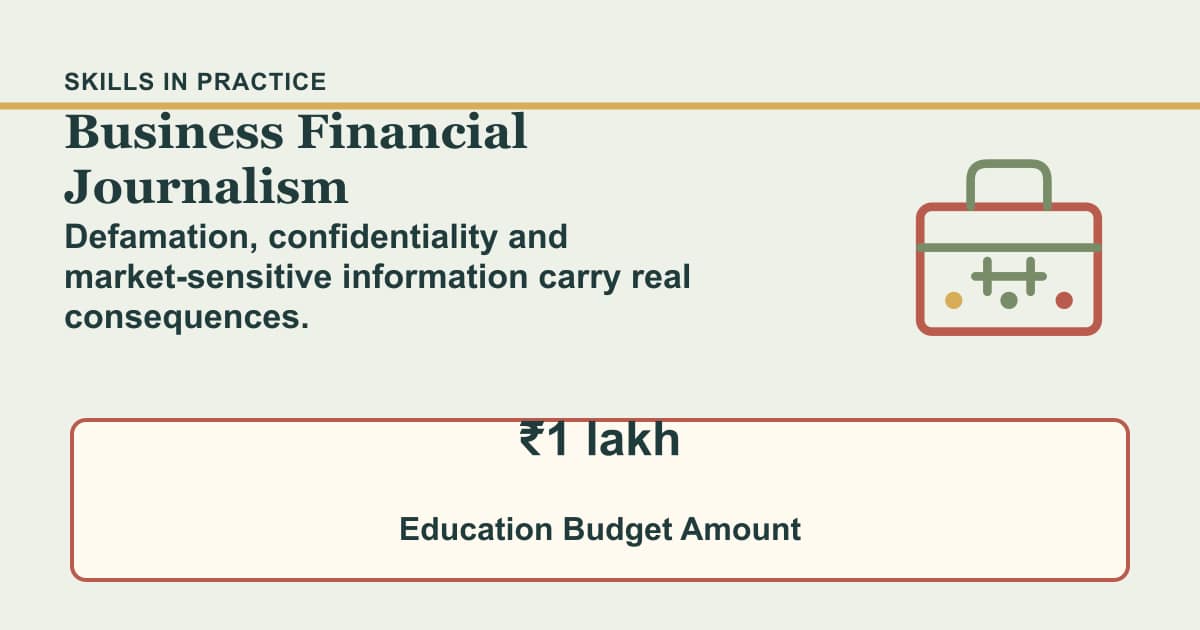 SKILLS IN PRACTICE
Business Financial
Journalism
Defamation, confidentiality and
market-sensitive information carry real
consequences.
₹1 lakh
Education Budget Amount